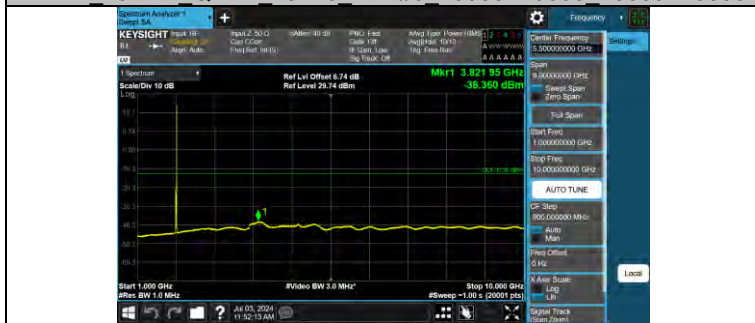 Spectrum Analyzer 1
Swept SA
+
Frequency
KEYSIGHT
Input: RF
Input Z: 50 Ω
#Atten: 40 dB
PNO: Fast
#Avg Type: Power (RMS
Align: Auto
Gate: Off
Avg|Hold: 10/10
IF Gain: Low
Trig: Free Run
Sig Track: Off
LW
1 Spectrum
Scale/Div 10 dB
Log
Ref Lvl Offset 6.74 dB
Ref Level 29.74 dBm
Mkr1 3.821 95 GHz
-38.360 dBm
1
Start 1.000 GHz
#Res BW 1.0 MHz
#Video BW 3.0 MHz*
Stop 10.000 GHz
#Sweep ~1.00 s (20001 pts)
Center Frequency
5.500000000 GHz
Settings
Span
9.00000000 GHz
Swept Span
Zero Span
Full Span
Start Freq
1.000000000 GHz
Stop Freq
10.000000000 GHz
AUTO TUNE
CF Step
900.000000 MHz
Auto
Man
Freq Offset
0 Hz
X Axis Scale
Log
Lin
Signal Track
(Span Zoom)
Local
?
Jul 03, 2024
11:52:13 AM